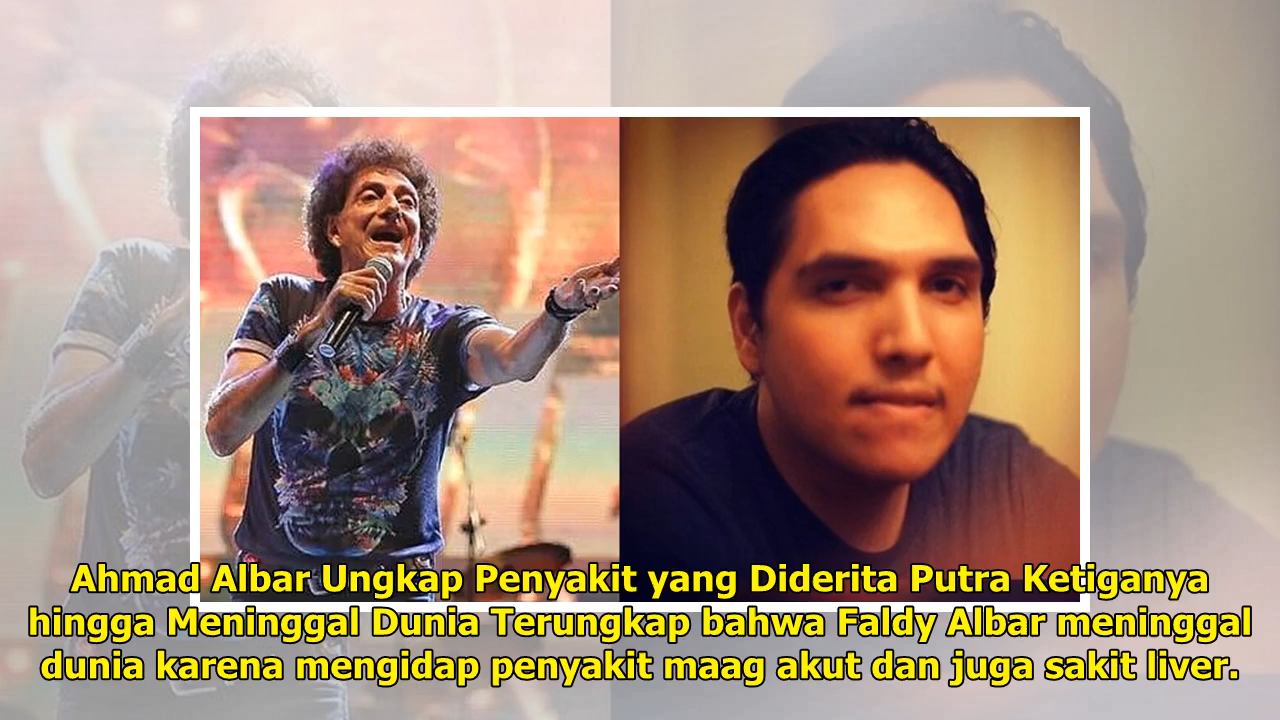 Ahmad Albar Ungkap Penyakit yang Diderita Putra Ketiganya
hingga Meninggal Dunia Terungkap bahwa Faldy Albar meninggal
dunia karena mengidap penyakit maag akut dan juga sakit liver.